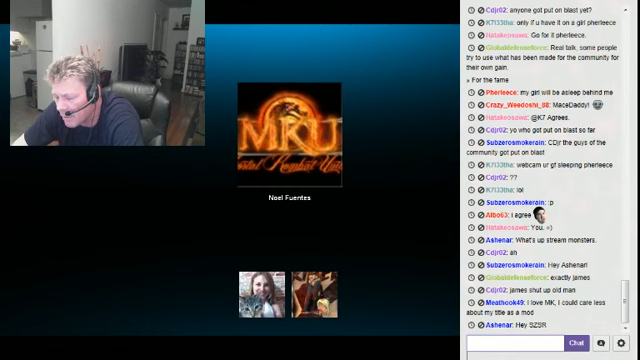 MKU
Mortal Kombat Unit
Noel Fuentes
Cdjr02: anyone got put on blast yet?
K7l33tha: only if u have it on a girl pherleece
Hatakeosawa: Go for it pherleece.
Globaldefenseforce: Real talk, some people
try to use what has been made for the community for
their own gain.
» For the fame
Pherleece: my girl will be asleep behind me
Crazy_Weedoshi_88: MaceDaddy!
Hatakeosawa: @K7 Agrees.
Cdjr02: yo who got put on blast so far
Subzerosmokerain: CDjr the guys of the
community got put on blast
K7l33tha: webcam ur gf sleeping pherleece
Cdjr02: ??
K7l33tha: lol
Subzerosmokerain: :p
Albo63: I agree
Hatakeosawa: You. =)
Ashenar: What's up stream monsters.
Cdjr02: ah
Subzerosmokerain: Hey Ashenar!
Globaldefenseforce: exactly james
Cdjr02: james shut up old man
Meathook49: I love MK, I could care less
about my title as a mod
Ashenar: Hey SZSR
Chat